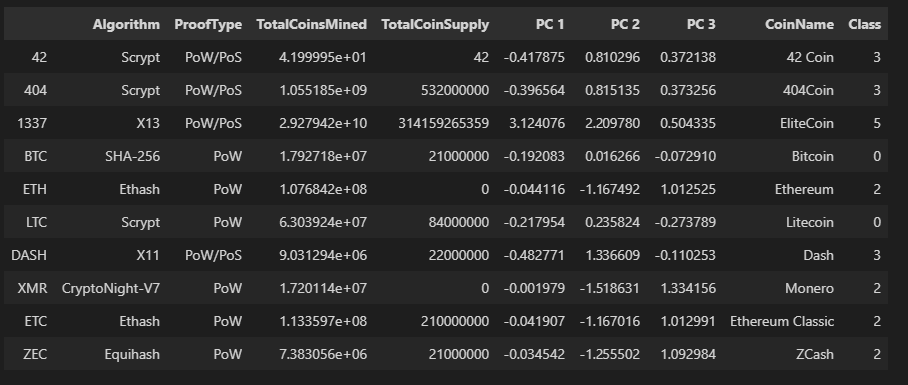 Algorithm ProofType TotalCoinsMined TotalCoinSupply PC 1 PC 2 PC 3 CoinName Class
42 Scrypt PoW/PoS 4.199995e+01 42 -0.417875 0.810296 0.372138 42 Coin 3
404 Scrypt PoW/PoS 1.055185e+09 532000000 -0.396564 0.815135 0.373256 404Coin 3
1337 X13 PoW/PoS 2.927942e+10 314159265359 3.124076 2.209780 0.504335 EliteCoin 5
BTC SHA-256 PoW 1.792718e+07 21000000 -0.192083 0.016266 -0.072910 Bitcoin 0
ETH Ethash PoW 1.076842e+08 0 -0.044116 -1.167492 1.012525 Ethereum 2
LTC Scrypt PoW 6.303924e+07 84000000 -0.217954 0.235824 -0.273789 Litecoin 0
DASH X11 PoW/PoS 9.031294e+06 22000000 -0.482771 1.336609 -0.110253 Dash 3
XMR CryptoNight-V7 PoW 1.720114e+07 0 -0.001979 -1.518631 1.334156 Monero 2
ETC Ethash PoW 1.133597e+08 210000000 -0.041907 -1.167016 1.012991 Ethereum Classic 2
ZEC Equihash PoW 7.383056e+06 21000000 -0.034542 -1.255502 1.092984 ZCash 2